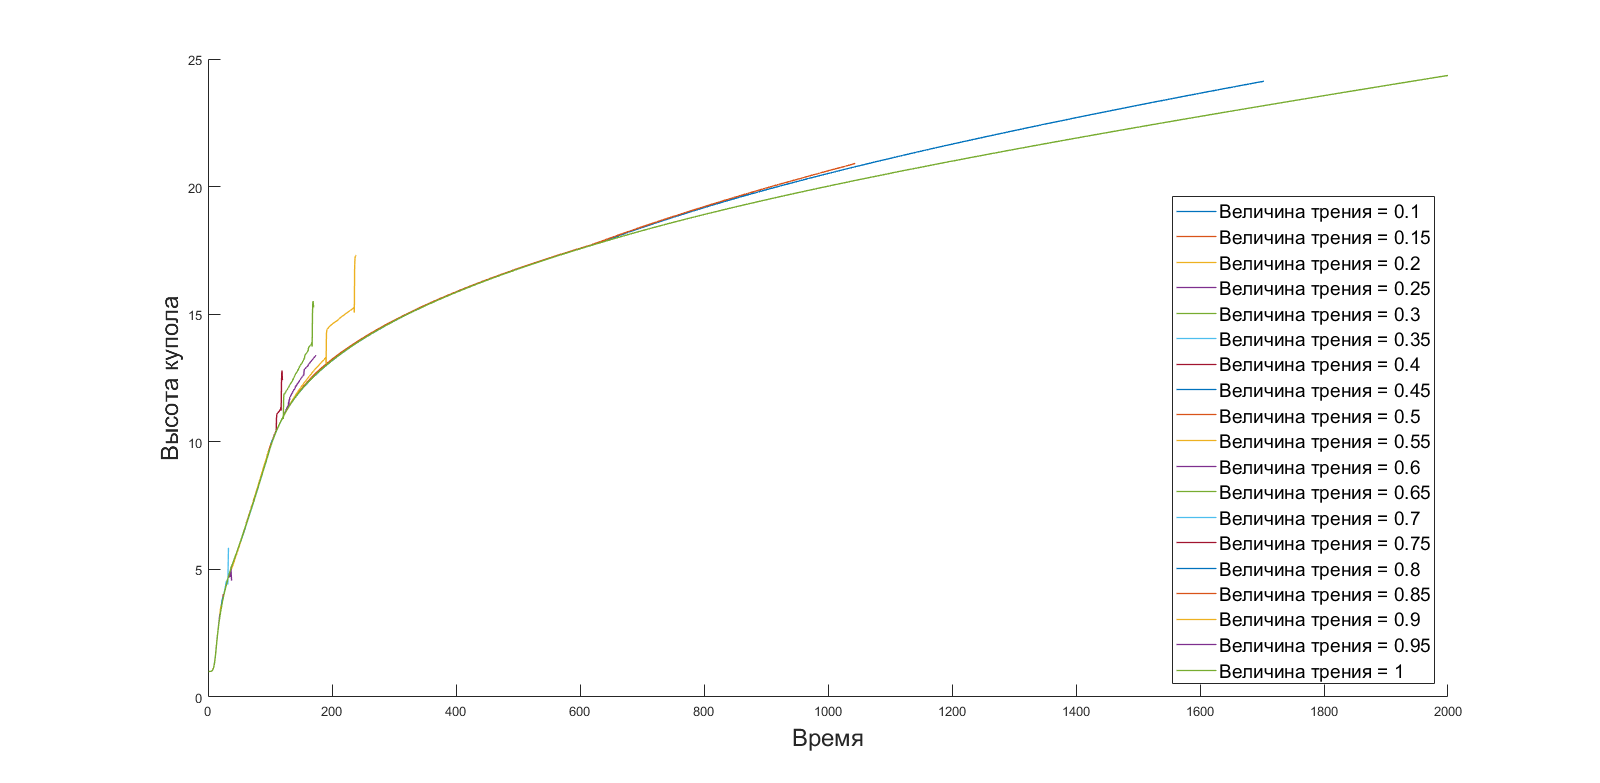 25
20
15
10
5
0
Высота купола
0 200 400 600 800 1000 1200 1400 1600 1800 2000
Время
Величина трения = 0.1
Величина трения = 0.15
Величина трения = 0.2
Величина трения = 0.25
Величина трения = 0.3
Величина трения = 0.35
Величина трения = 0.4
Величина трения = 0.45
Величина трения = 0.5
Величина трения = 0.55
Величина трения = 0.6
Величина трения = 0.65
Величина трения = 0.7
Величина трения = 0.75
Величина трения = 0.8
Величина трения = 0.85
Величина трения = 0.9
Величина трения = 0.95
Величина трения = 1